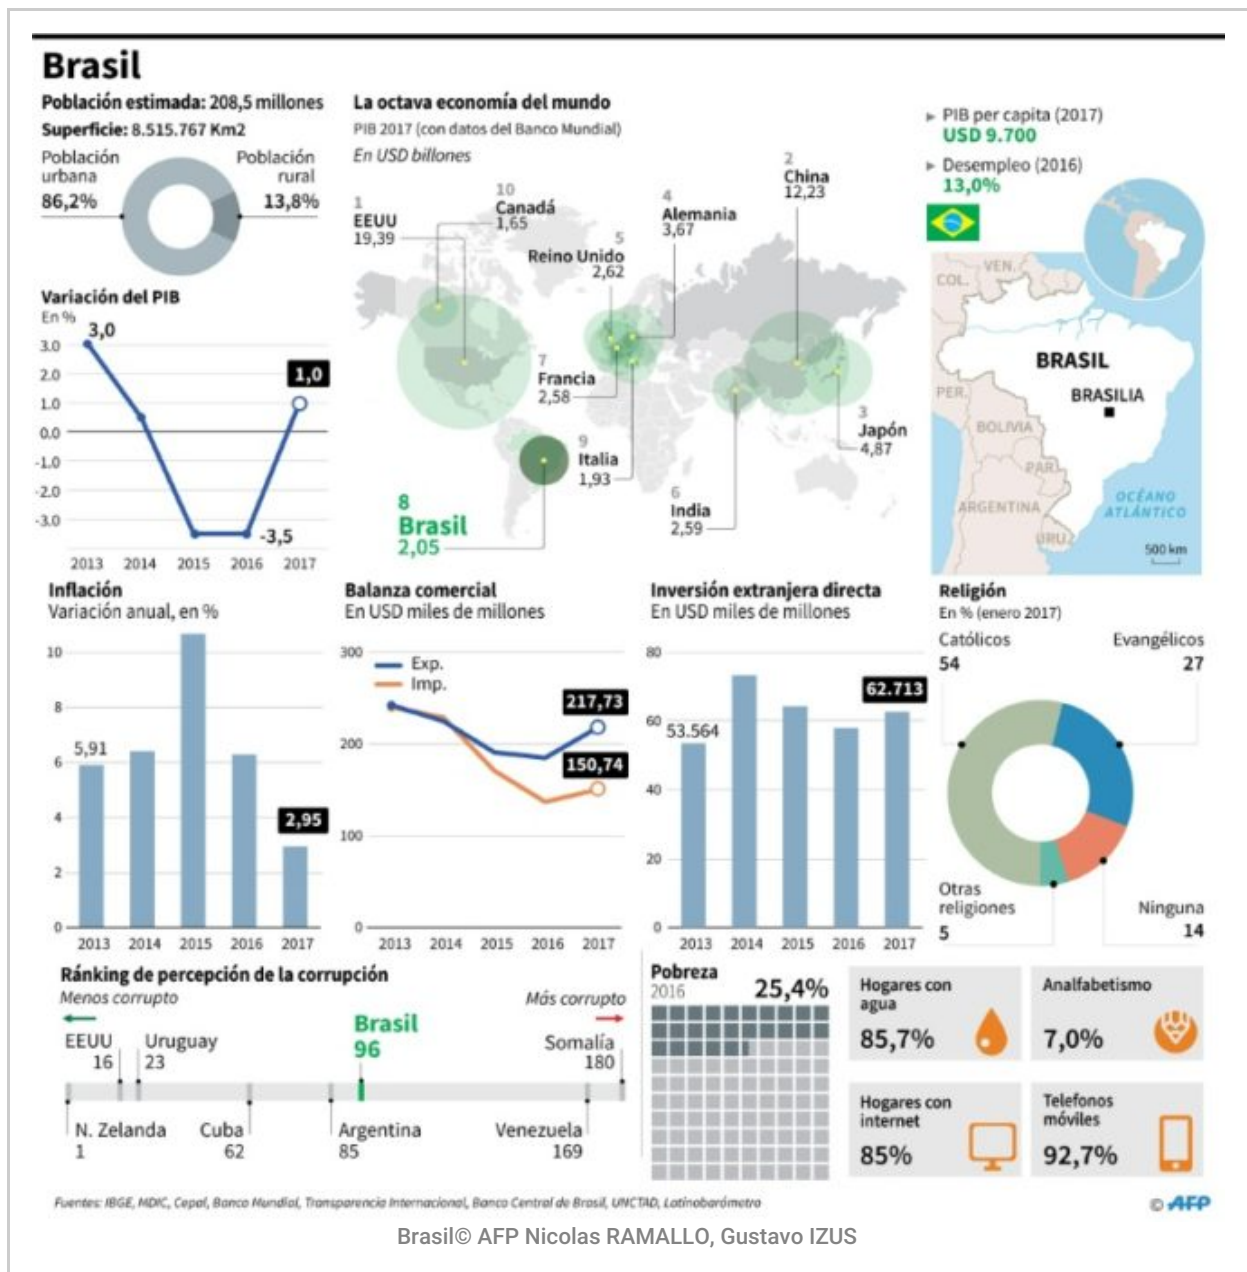 Brasil
Población estimada: 208,5 millones
Superficie: 8.515.767 Km2
Población
urbana
86,2%
Población
rural
13,8%
Variación del PIB
En %
3,0
3.0
2.0
1.0
0.0
-1.0
-2.0
-3.0
1,0
-3,5
2013 2014 2015 2016 2017
La octava economía del mundo
PIB 2017 (con datos del Banco Mundial)
En USD billones
1
EEUU
19,39
10
Canadá
1,65
5
Reino Unido
2,62
4
Alemania
3,67
2
China
12,23
7
Francia
2,58
9
Italia
1,93
6
India
2,59
3
Japón
4,87
8
Brasil
2,05
PIB per capita (2017)
USD 9.700
Desempleo (2016)
13,0%
COL.
VEN.
BRASIL
BRASILIA
PER.
BOLIVIA
PAR.
ARGENTINA
URU.
OCÉANO
ATLÁNTICO
500 km
Inflación
Variación anual, en %
10
8
6
4
2
0
5,91
2,95
2013 2014 2015 2016 2017
Balanza comercial
En USD miles de millones
300
200
100
0
Exp.
Imp.
217,73
150,74
2013 2014 2015 2016 2017
Inversión extranjera directa
En USD miles de millones
80
60
40
20
0
53.564
62.713
2013 2014 2015 2016 2017
Religión
En % (enero 2017)
Católicos
54
Evangélicos
27
Otras
religiones
5
Ninguna
14
Ránking de percepción de la corrupción
Menos corrupto
Más corrupto
EEUU
16
Uruguay
23
Brasil
96
Somalía
180
N. Zelanda
1
Cuba
62
Argentina
85
Venezuela
169
Pobreza
2016
25,4%
Hogares con
agua
85,7%
Analfabetismo
7,0%
Hogares con
internet
85%
Telefonos
móviles
92,7%
Fuentes: IBGE, MDIC, Cepal, Banco Mundial, Transparencia Internacional, Banco Central de Brasil, UNCTAD, Latinobarómetro
© AFP
Brasil© AFP Nicolas RAMALLO, Gustavo IZUS